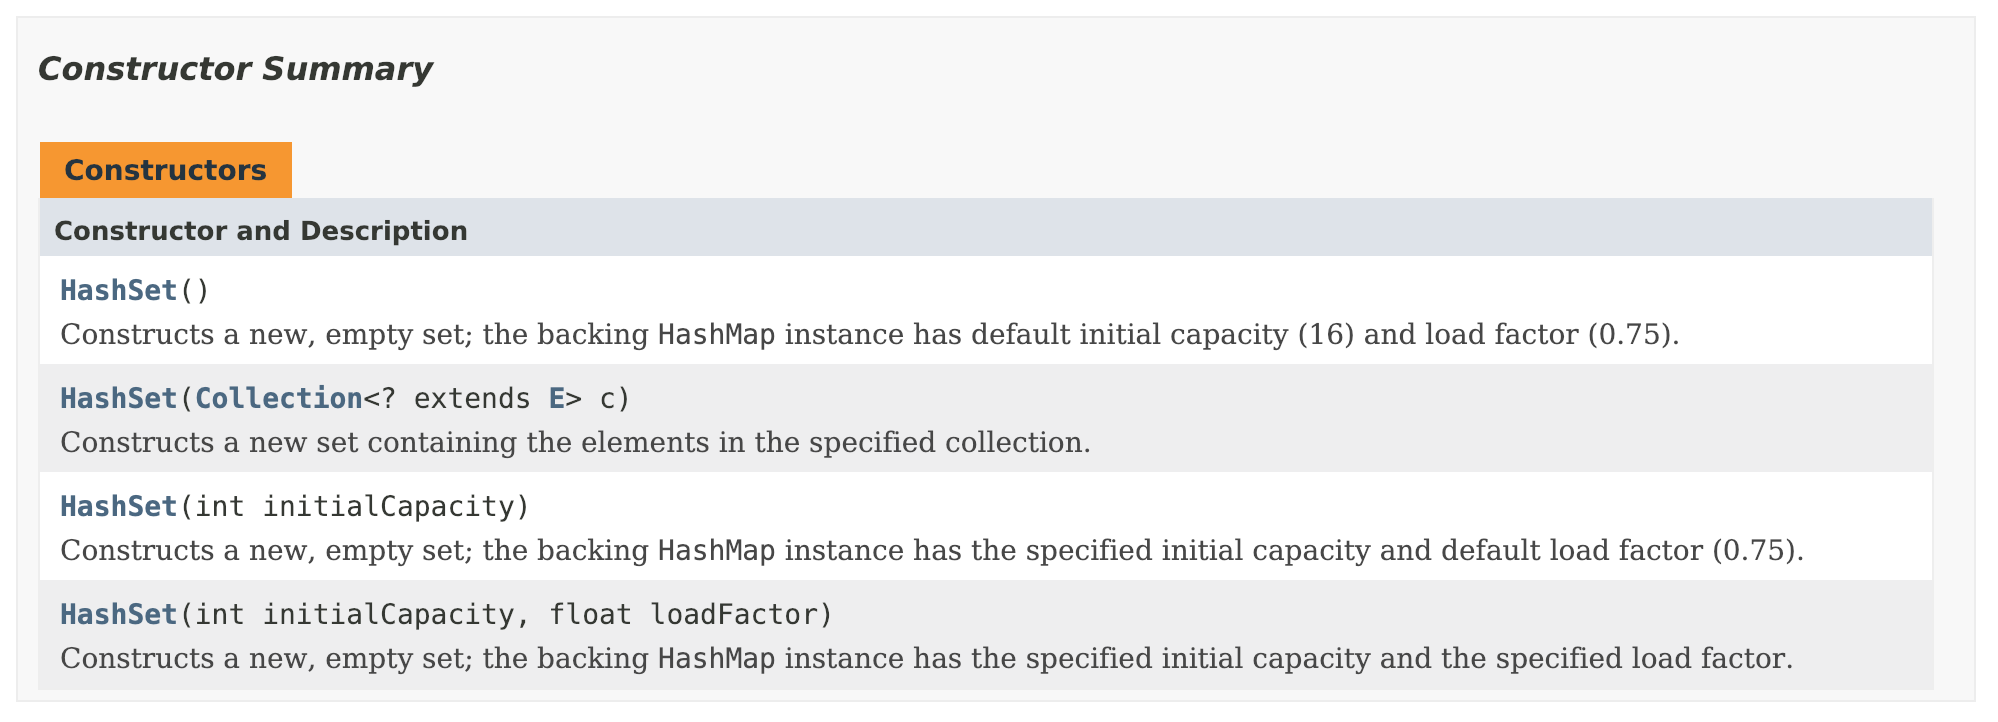 Constructor Summary
Constructors
Constructor and Description
HashSet()
Constructs a new, empty set; the backing HashMap instance has default initial capacity (16) and load factor (0.75).
HashSet(Collection<? extends E> c)
Constructs a new set containing the elements in the specified collection.
HashSet(int initialCapacity)
Constructs a new, empty set; the backing HashMap instance has the specified initial capacity and default load factor (0.75).
HashSet(int initialCapacity, float loadFactor)
Constructs a new, empty set; the backing HashMap instance has the specified initial capacity and the specified load factor.